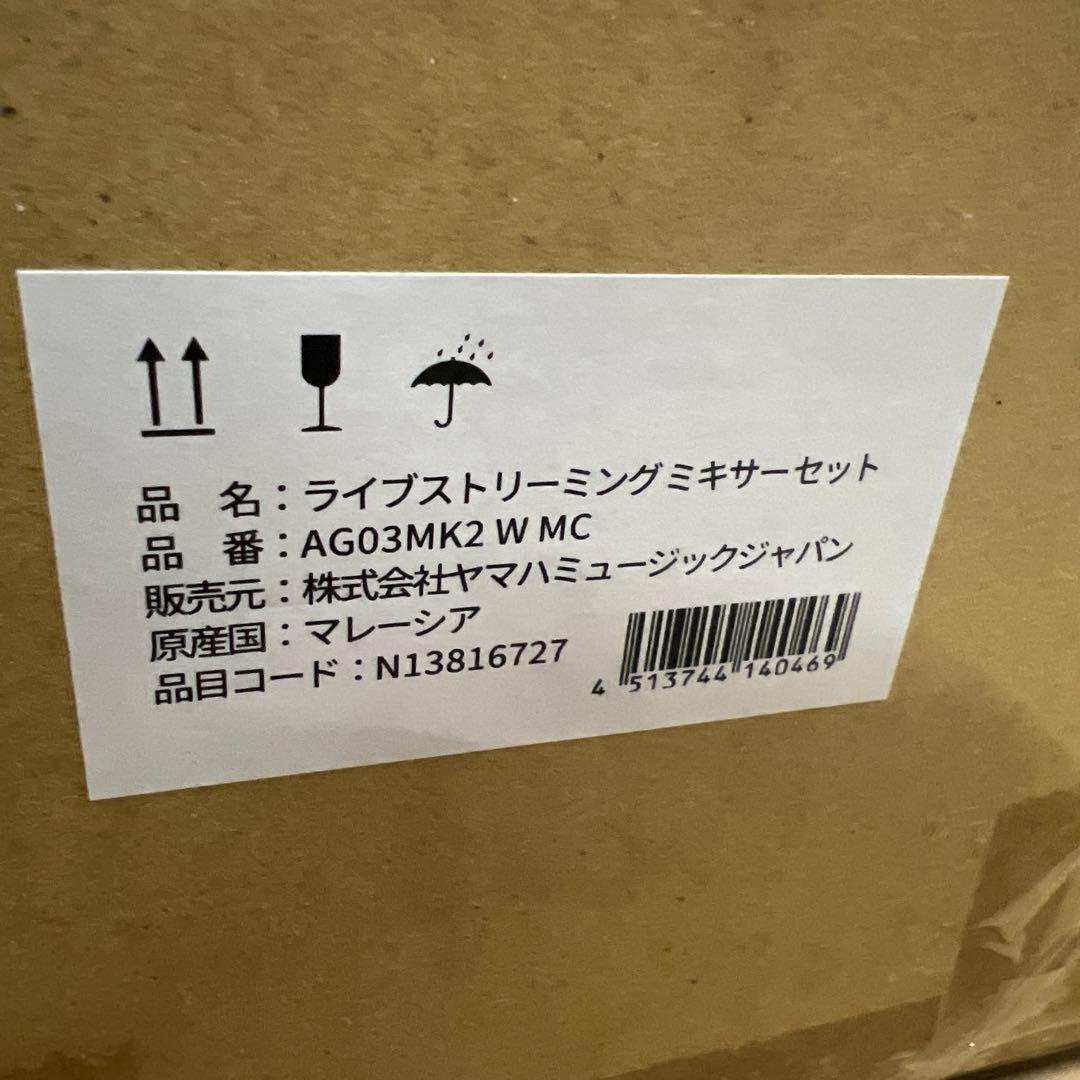 品 名：ライブストリーミングミキサーセット
品 番：AG03MK2 W MC
販売元：株式会社ヤマハミュージックジャパン
原産国：マレーシア
品目コード：N13816727
4 513744 140469